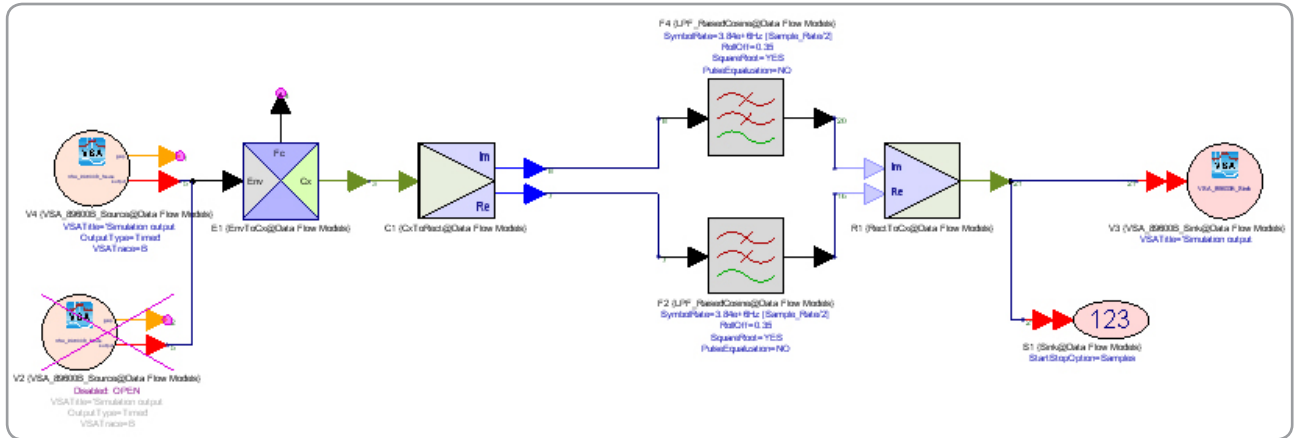 F4 (LPF_RaisedCosine@Data Flow Models)
SymbolRate=3.84e+6Hz [Sample_Rate/2]
RollOff=0.35
SquareRoot=YES
PulseEqualization=NO
VSA
V4 (VSA_89600B_Source@Data Flow Models)
VSATitle='Simulation output
OutputType=Timed
VSATrace=B
Fc
Env
Cx
E1 (EnvToCx@Data Flow Models)
Im
Re
C1 (CxToRect@Data Flow Models)
Im
Re
R1 (RectToCx@Data Flow Models)
VSA
V3 (VSA_89600B_Sink@Data Flow Models)
VSATitle='Simulation output
F2 (LPF_RaisedCosine@Data Flow Models)
SymbolRate=3.84e+6Hz [Sample_Rate/2]
RollOff=0.35
SquareRoot=YES
PulseEqualization=NO
123
S1 (Sink@Data Flow Models)
StartStopOption=Samples
VSA
V2 (VSA_89600B_Source@Data Flow Models)
Disabled: OPEN
VSATitle='Simulation output
OutputType=Timed
VSATrace=B